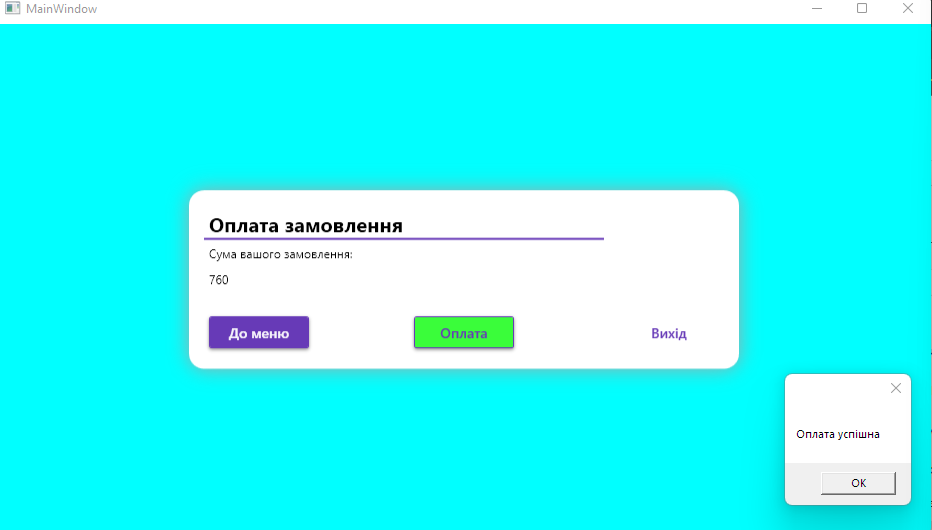 MainWindow
Оплата замовлення
Сума вашого замовлення:
760
До меню
Оплата
Вихід
Оплата успішна
OK